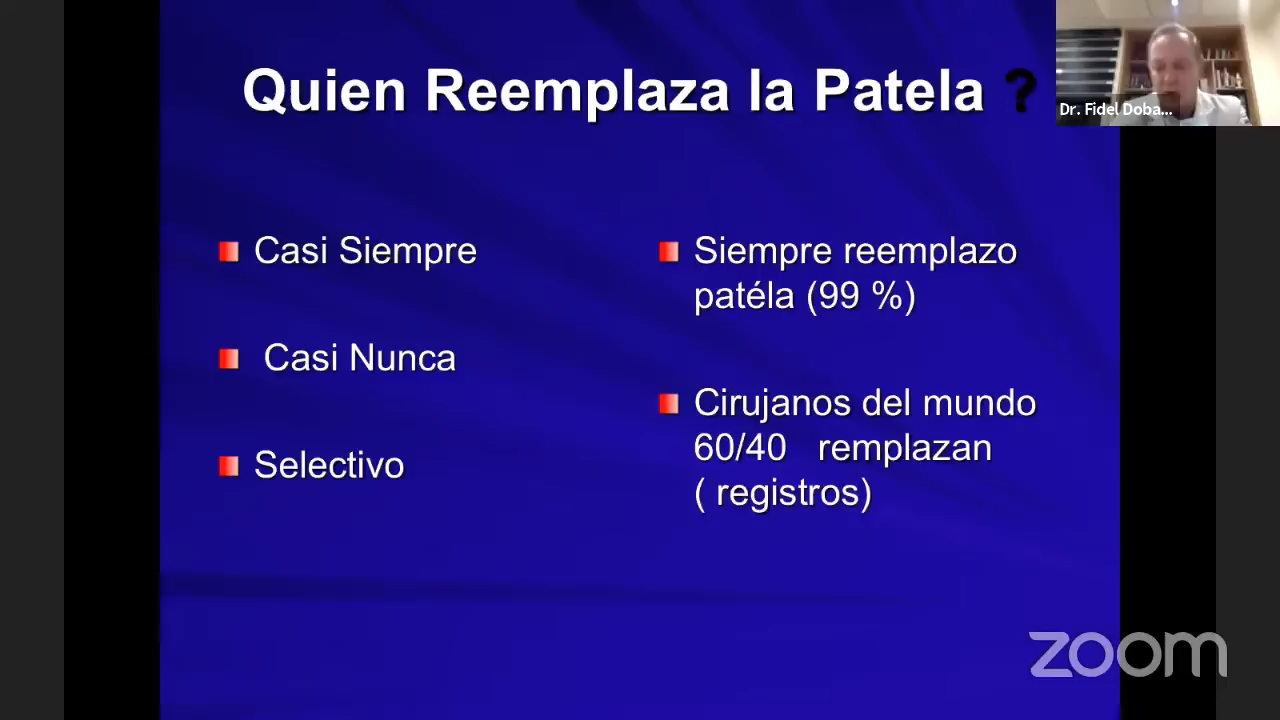 Quien Reemplaza la Patela ?
Dr. Fidel Doba...
Casi Siempre
Casi Nunca
Selectivo
Siempre reemplazo
patéla (99 %)
Cirujanos del mundo
60/40 remplazan
( registros)
zoom